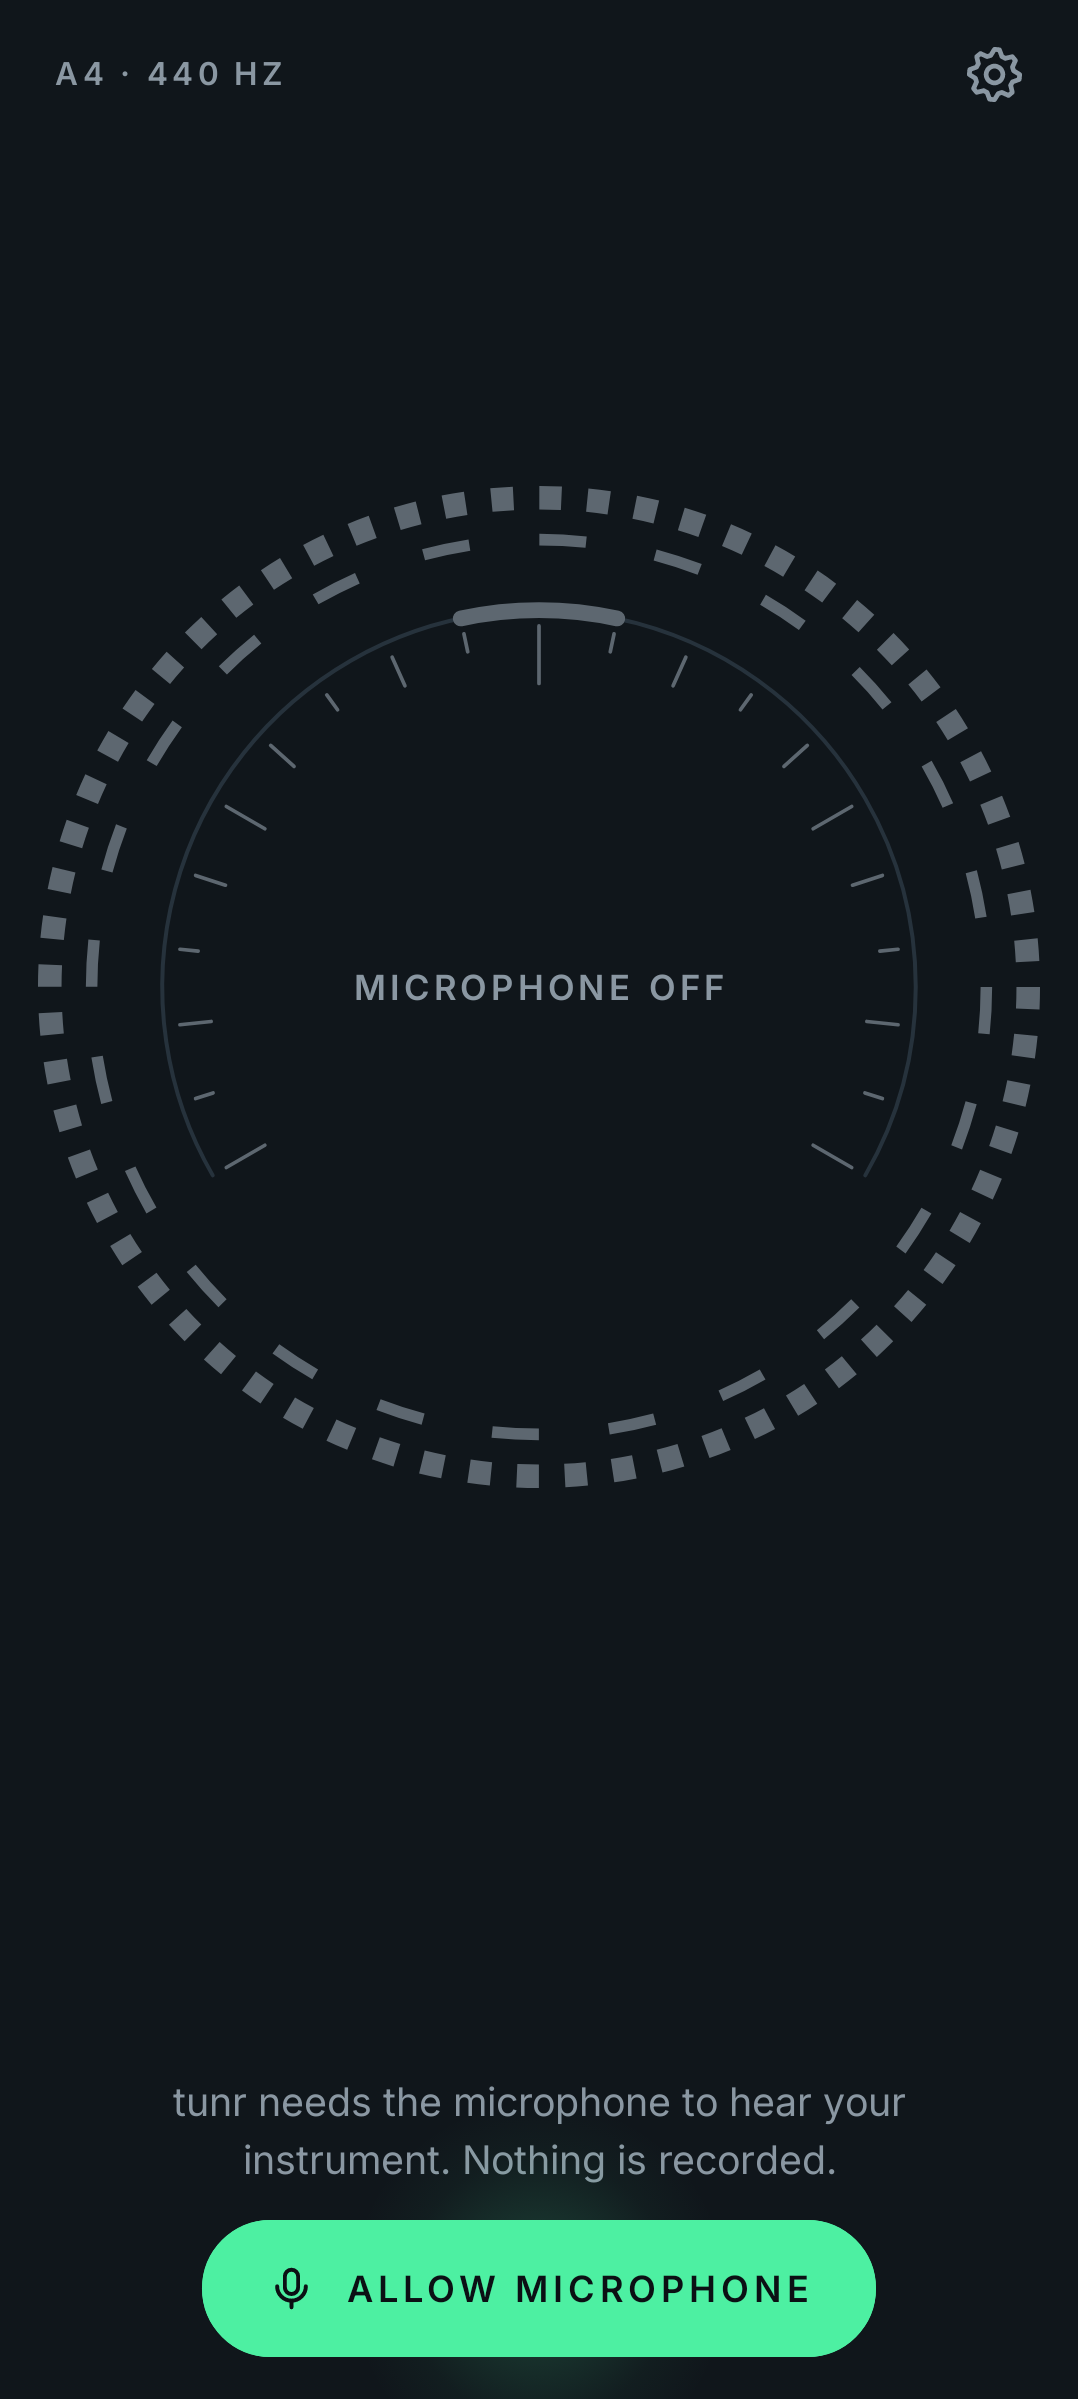 A4 · 440 HZ
MICROPHONE OFF
tunr needs the microphone to hear your
instrument. Nothing is recorded.
ALLOW MICROPHONE